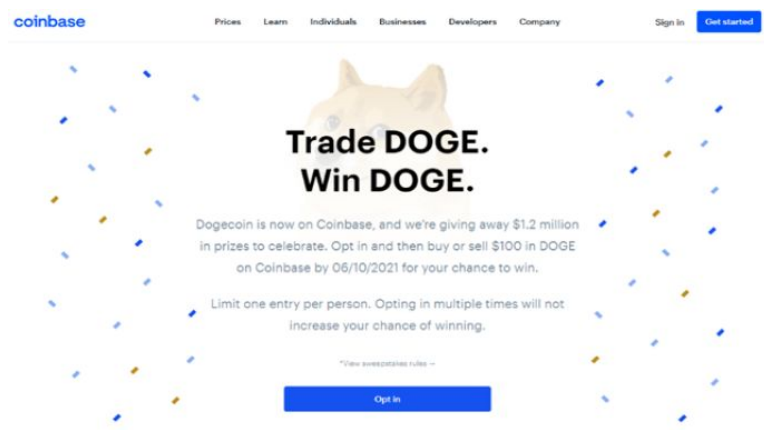 coinbase
Prices Learn Individuals Businesses Developers Company
Sign in
Get started
Trade DOGE.
Win DOGE.
Dogecoin is now on Coinbase, and we're giving away $1.2 million
in prizes to celebrate. Opt in and then buy or sell $100 in DOGE
on Coinbase by 06/10/2021 for your chance to win.
Limit one entry per person. Opting in multiple times will not
increase your chance of winning.
*View sweepstakes rules →
Opt in